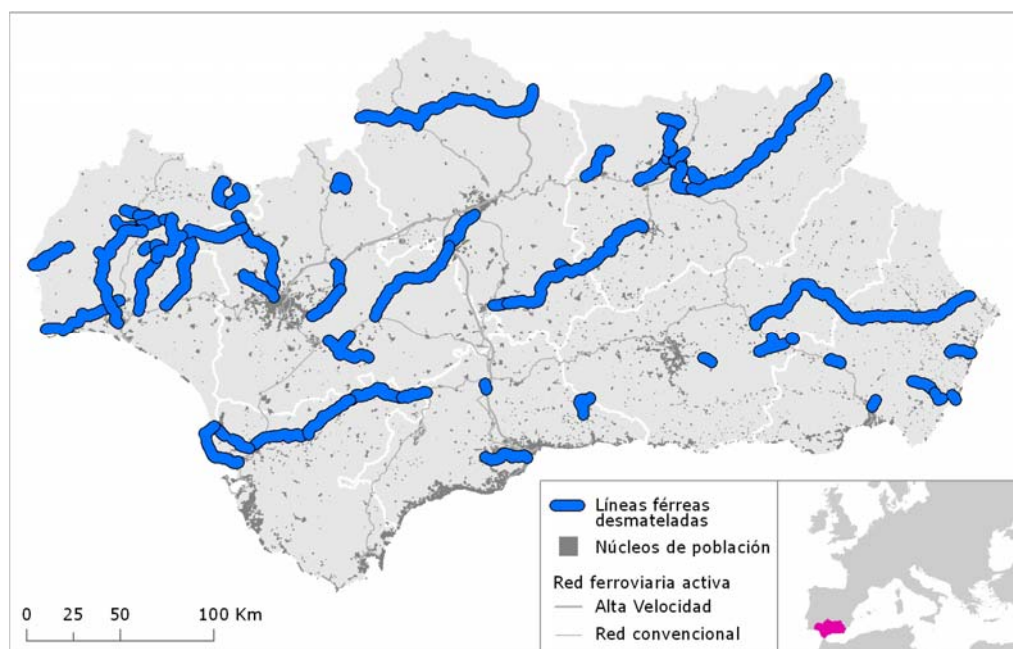 Líneas férreas
desmateladas
Núcleos de población
Red ferroviaria activa
Alta Velocidad
Red convencional
0 25 50 100 Km